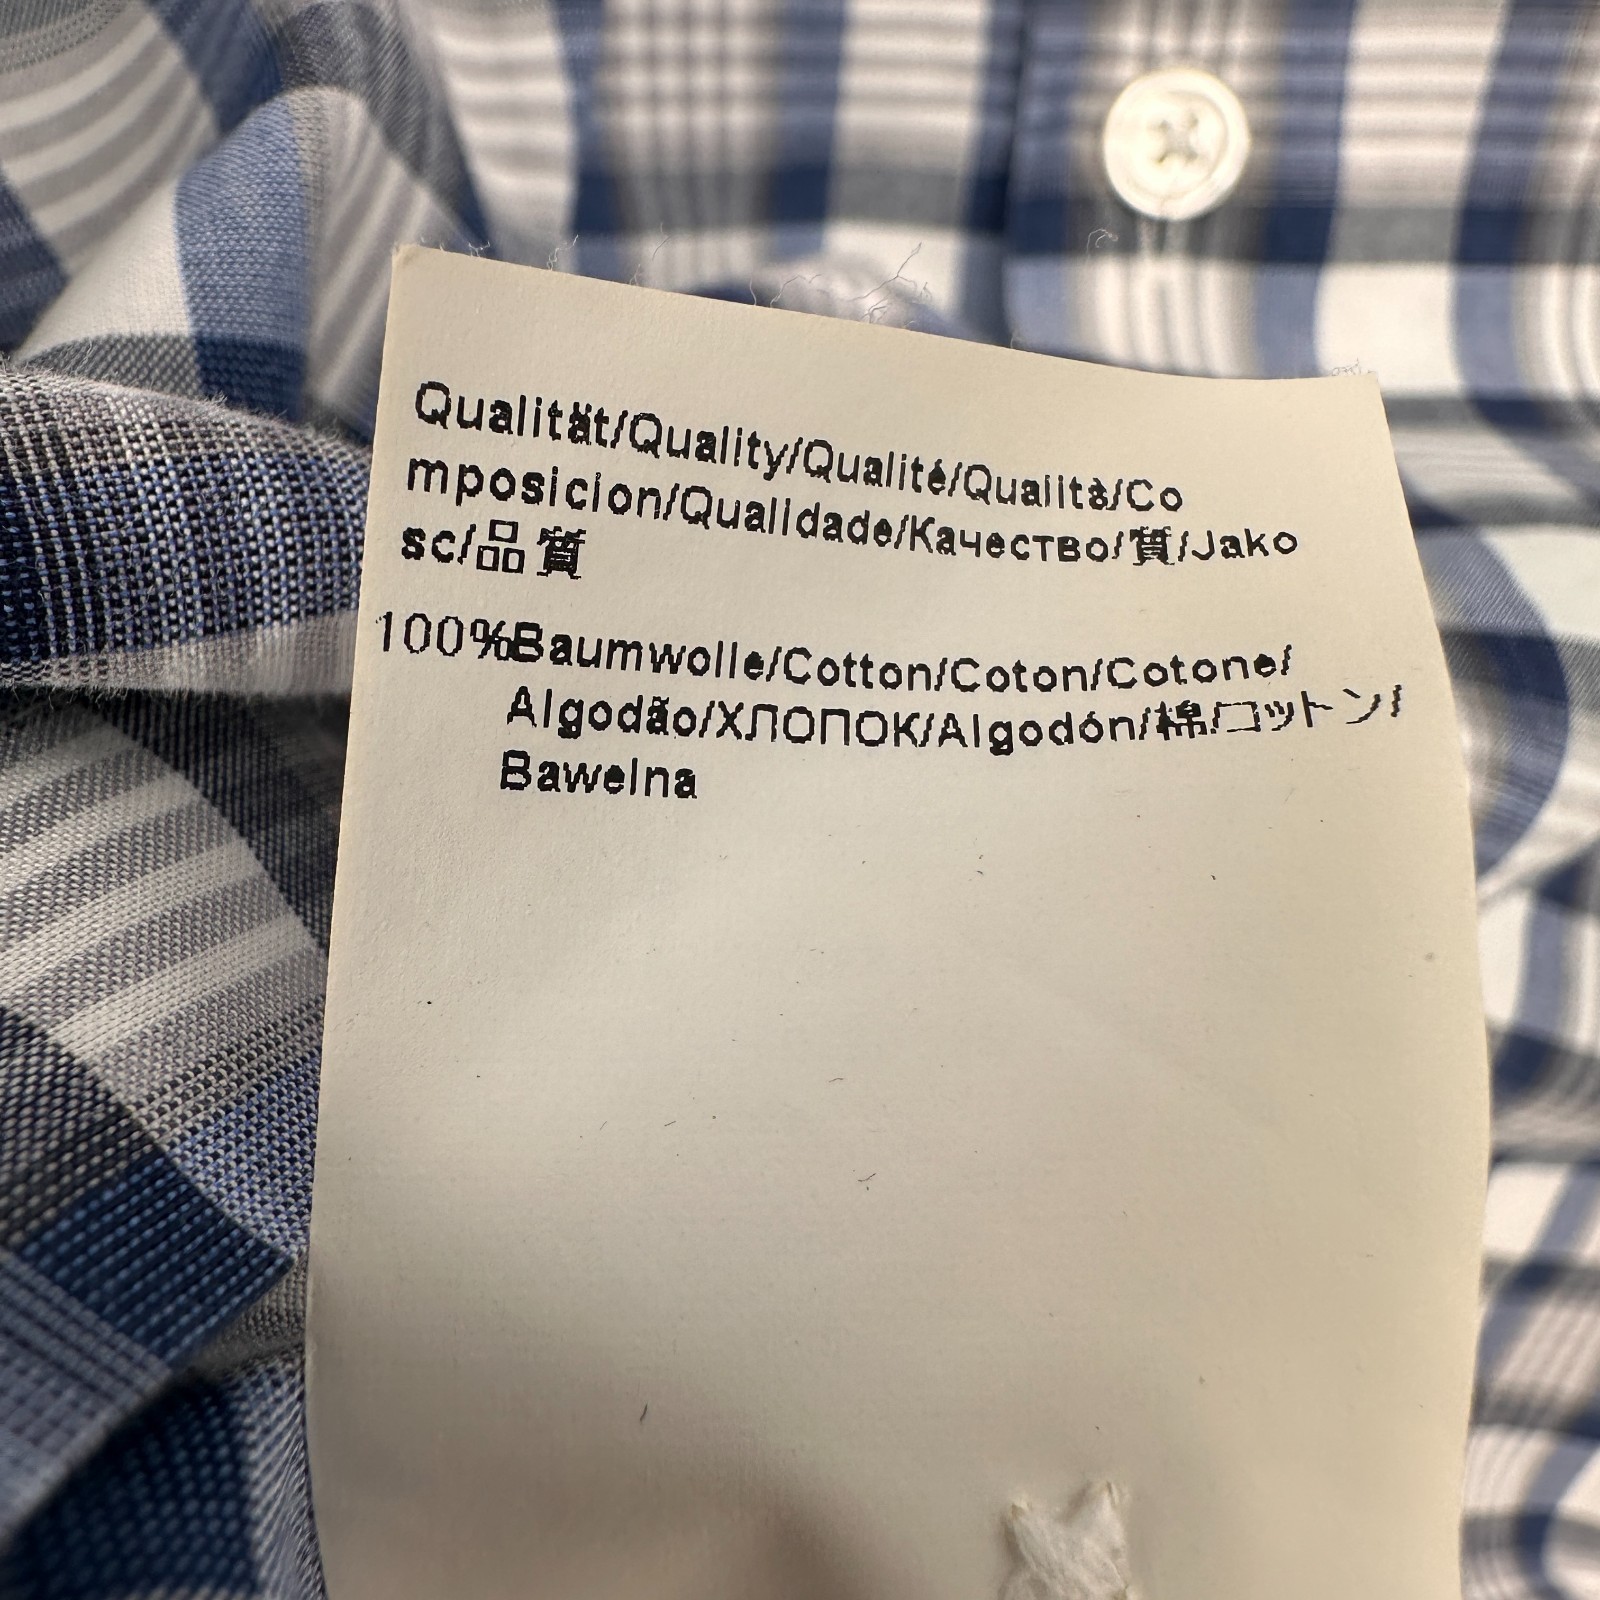 Qualität/Quality/Qualité/Qualità/Co
mposicion/Qualidade/Качество/質/Jako
sc/品質
100%Baumwolle/Cotton/Coton/Cotone/
Algodão/ХЛОПОК/Algodón/棉/コットン/
Bawelna